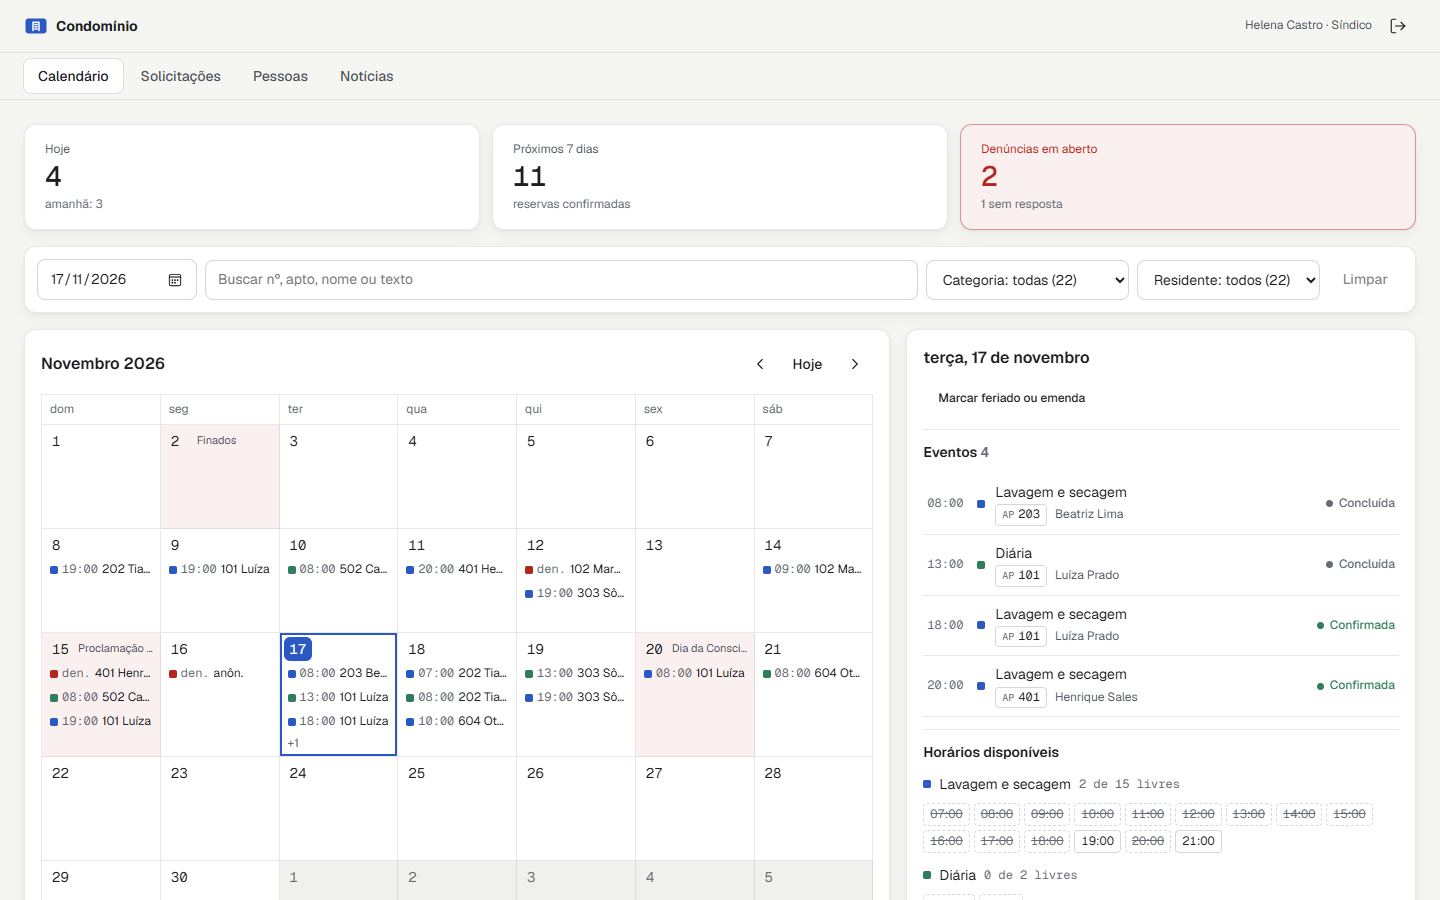 Condomínio
Helena Castro · Síndico
Calendário Solicitações Pessoas Notícias
Hoje
4
amanhã: 3
Próximos 7 dias
11
reservas confirmadas
Denúncias em aberto
2
1 sem resposta
17/11/2026
Buscar nº, apto, nome ou texto
Categoria: todas (22)
Residente: todos (22)
Limpar
Novembro 2026
Hoje
dom seg ter qua qui sex sáb
1
2 Finados
3
4
5
6
7
8
19:00 202 Tia…
9
19:00 101 Luíza
10
08:00 502 Ca…
11
20:00 401 He…
12
den. 102 Mar…
19:00 303 Sô…
13
14
09:00 102 Ma…
15 Proclamação …
den. 401 Henr…
08:00 502 Ca…
19:00 101 Luíza
16
den. anôn.
17
08:00 203 Be…
13:00 101 Luíza
18:00 101 Luíza
+1
18
07:00 202 Tia…
08:00 202 Tia…
10:00 604 Ot…
19
13:00 303 Sô…
19:00 303 Sô…
20 Dia da Consci…
08:00 101 Luíza
21
08:00 604 Ot…
22
23
24
25
26
27
28
29
30
1
2
3
4
5
terça, 17 de novembro
Marcar feriado ou emenda
Eventos 4
08:00 Lavagem e secagem
AP 203 Beatriz Lima
Concluída
13:00 Diária
AP 101 Luíza Prado
Concluída
18:00 Lavagem e secagem
AP 101 Luíza Prado
Confirmada
20:00 Lavagem e secagem
AP 401 Henrique Sales
Confirmada
Horários disponíveis
Lavagem e secagem 2 de 15 livres
07:00 08:00 09:00 10:00 11:00 12:00 13:00 14:00 15:00
16:00 17:00 18:00 19:00 20:00 21:00
Diária 0 de 2 livres